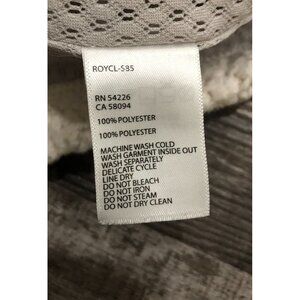 ROYCL-S85
RN 54226
CA 58094
100% POLYESTER
100% POLYESTER
MACHINE WASH COLD
WASH GARMENT INSIDE OUT
WASH SEPARATELY
DELICATE CYCLE
LINE DRY
DO NOT BLEACH
DO NOT IRON
DO NOT STEAM
DO NOT DRY CLEAN